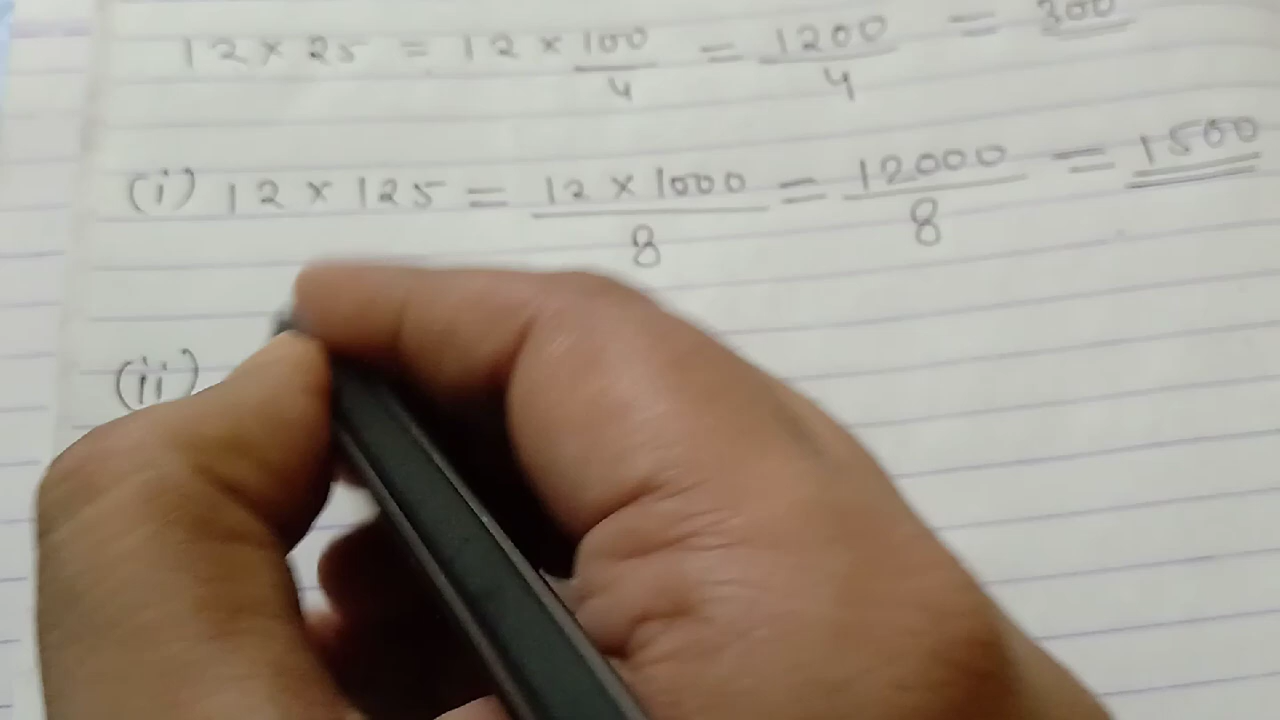 12 × 25 = 12 × 100/4 = 1200/4 = 300
(i) 12 × 125 = 12 × 1000/8 = 12000/8 = 1500
(ii)